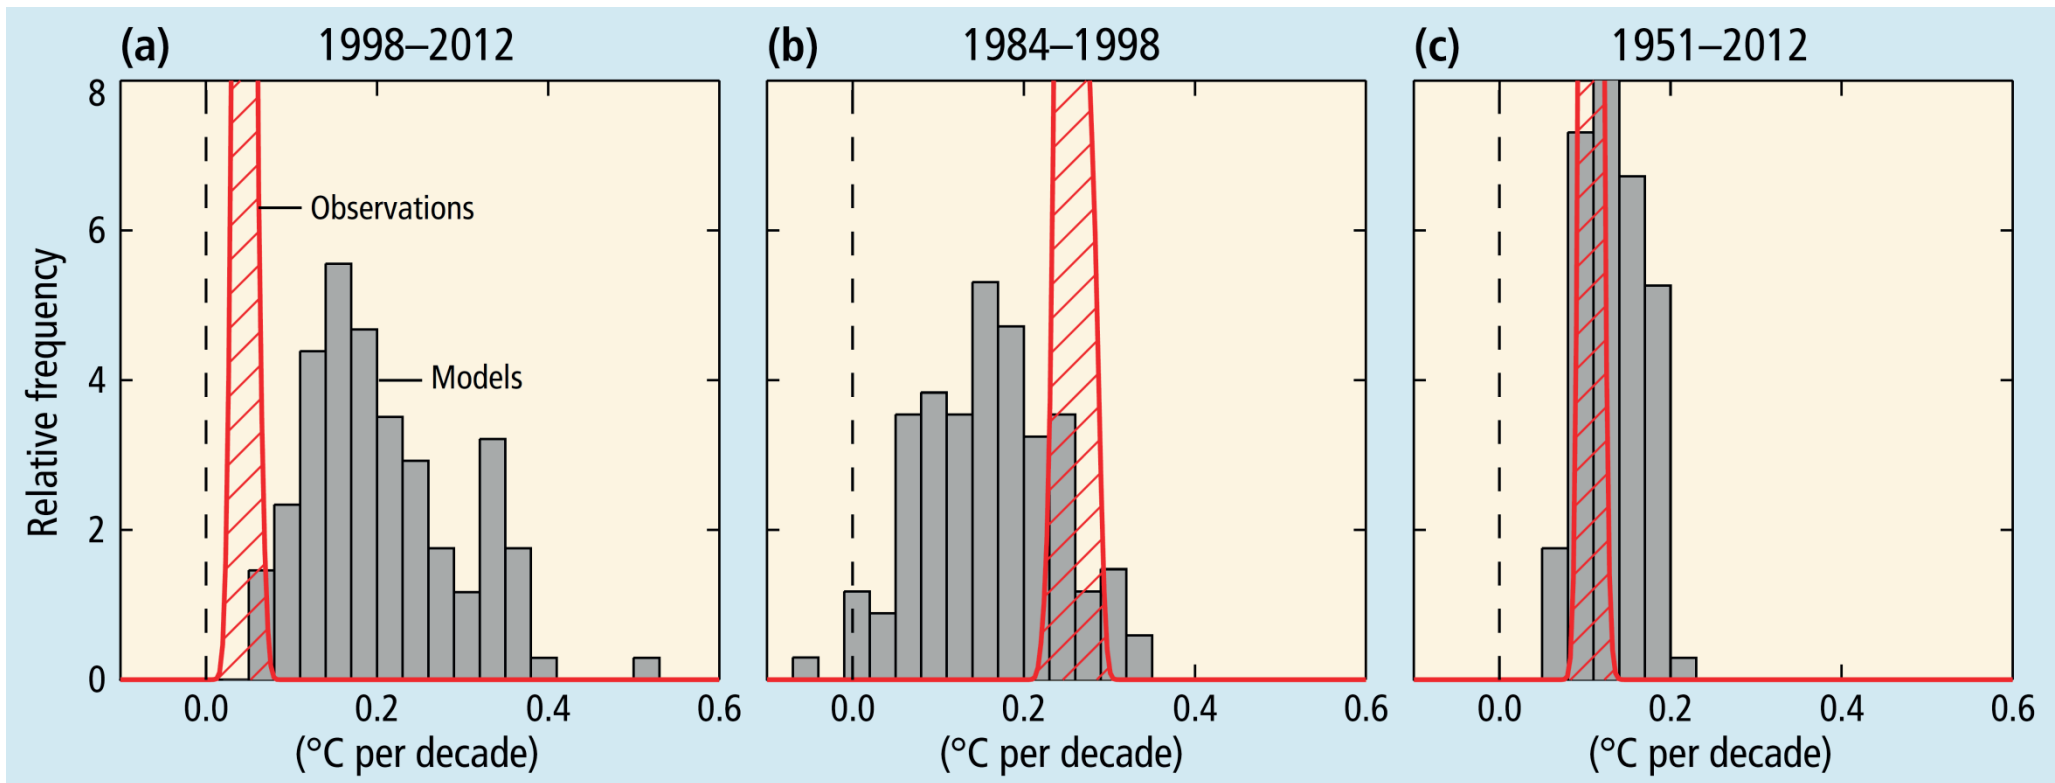 (a) 1998–2012
(b) 1984–1998
(c) 1951–2012
Relative frequency
8
6
4
2
0
Observations
Models
0.0 0.2 0.4 0.6
0.0 0.2 0.4 0.6
0.0 0.2 0.4 0.6
(°C per decade)
(°C per decade)
(°C per decade)